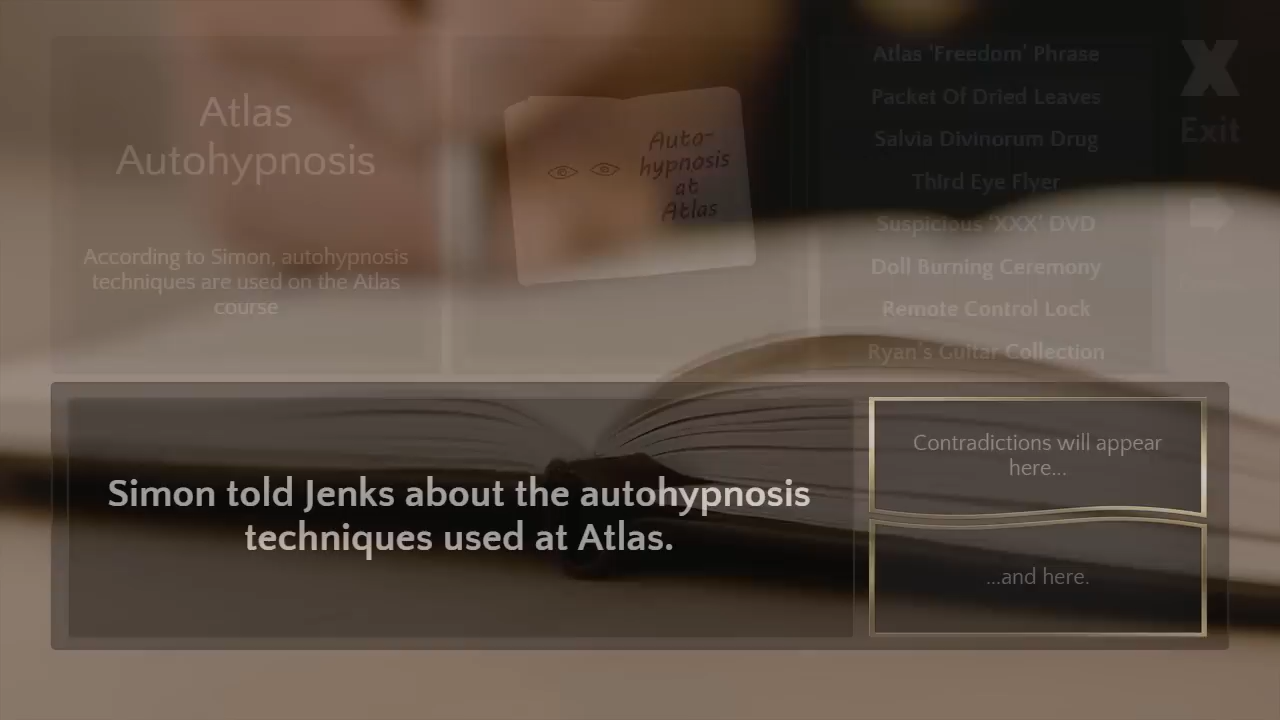 Atlas
Autohypnosis
According to Simon, autohypnosis
techniques are used on the Atlas
course
Auto-
hypnosis
at
Atlas
Atlas 'Freedom' Phrase
Packet Of Dried Leaves
Salvia Divinorum Drug
Third Eye Flyer
Suspicious 'XXX' DVD
Doll Burning Ceremony
Remote Control Lock
Ryan's Guitar Collection
X
Exit
Simon told Jenks about the autohypnosis
techniques used at Atlas.
Contradictions will appear
here...
...and here.